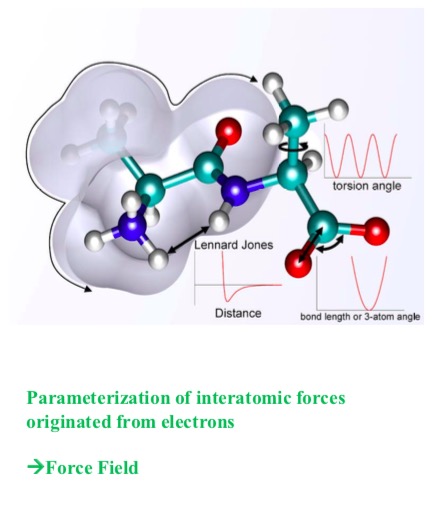 torsion angle
Lennard Jones
Distance
bond length or 3-atom angle
Parameterization of interatomic forces
originated from electrons
→Force Field